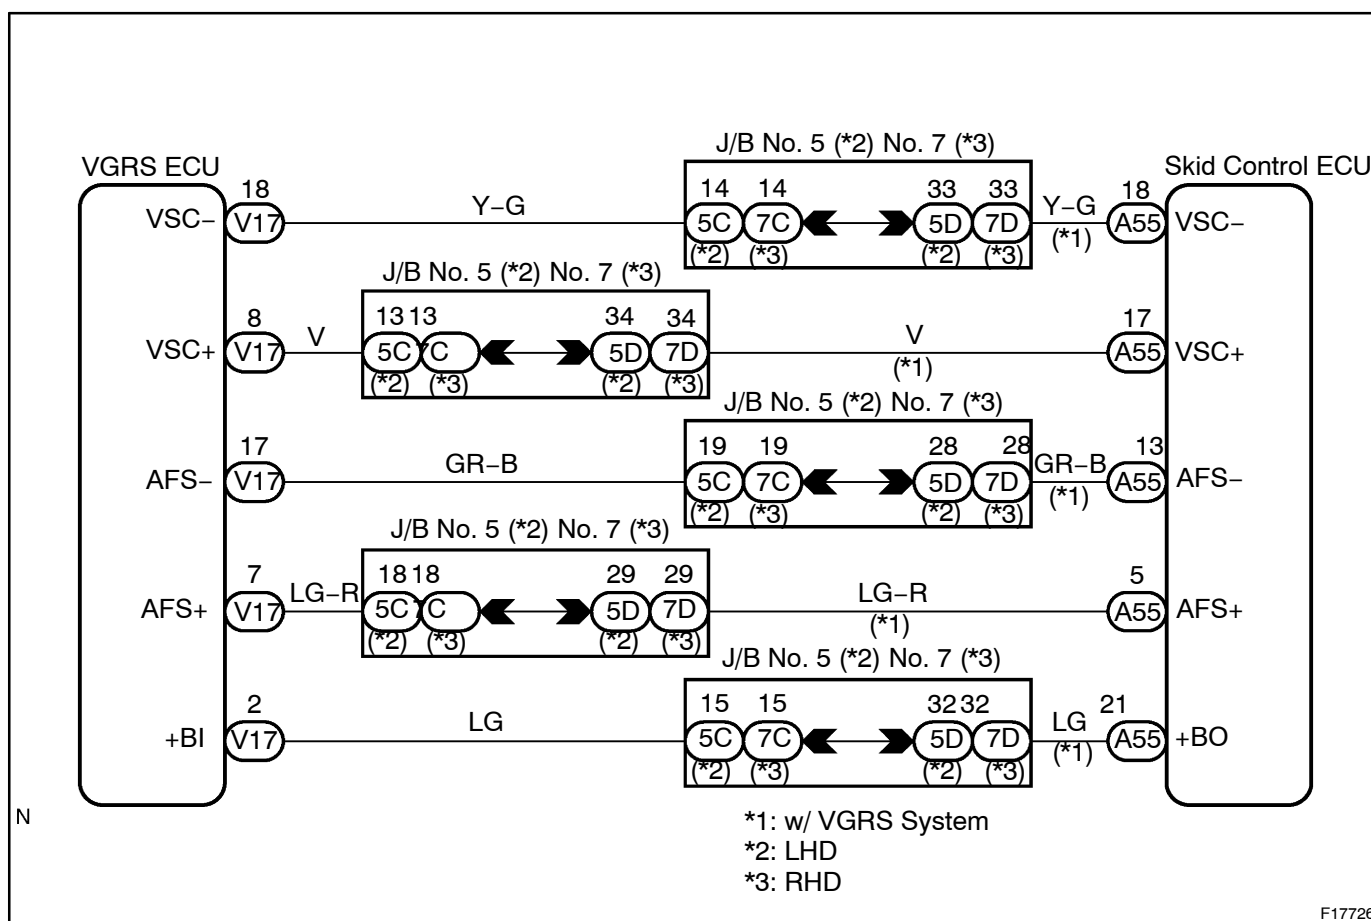 J/B No. 5 (*2) No. 7 (*3)
VGRS ECU
Skid Control ECU
18 14 14 33 33 18
VSC− V17 Y−G 5C 7C 5D 7D Y−G A55 VSC−
(*2) (*3) (*2) (*3) (*1)
J/B No. 5 (*2) No. 7 (*3)
8 13 13 34 34 17
VSC+ V17 V 5C 7C 5D 7D V A55 VSC+
(*2) (*3) (*2) (*3) (*1)
J/B No. 5 (*2) No. 7 (*3)
17 19 19 28 28 13
AFS− V17 GR−B 5C 7C 5D 7D GR−B A55 AFS−
(*2) (*3) (*2) (*3) (*1)
J/B No. 5 (*2) No. 7 (*3)
7 18 18 29 29 5
AFS+ V17 LG−R 5C 7C 5D 7D LG−R A55 AFS+
(*2) (*3) (*2) (*3) (*1)
J/B No. 5 (*2) No. 7 (*3)
2 15 15 32 32 21
+BI V17 LG 5C 7C 5D 7D LG A55 +BO
(*2) (*3) (*2) (*3) (*1)
N
*1: w/ VGRS System
*2: LHD
*3: RHD
F17726